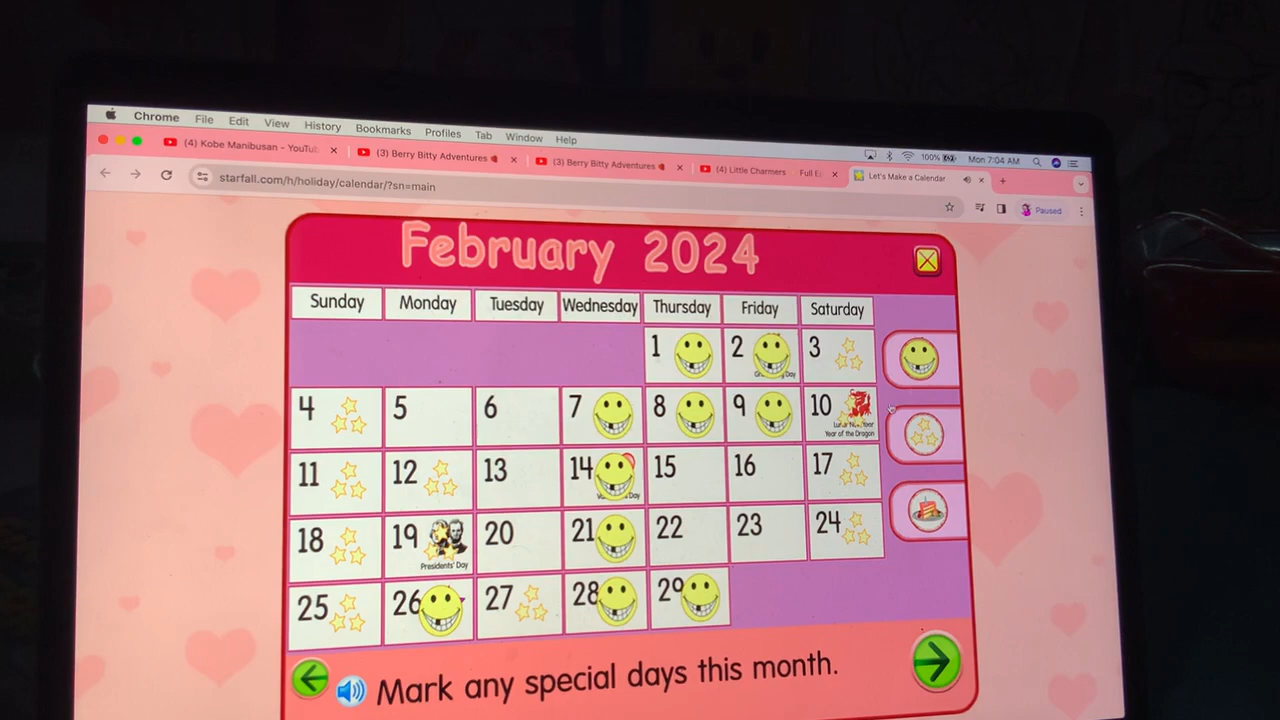 Chrome File Edit View History Bookmarks Profiles Tab Window Help 100% Mon 7:04 AM
(4) Kobe Manibusan - YouTub (3) Berry Bitty Adventures (3) Berry Bitty Adventures (4) Little Charmers Full E Let's Make a Calendar
starfall.com/h/holiday/calendar/?sn=main Paused
February 2024
Sunday Monday Tuesday Wednesday Thursday Friday Saturday
1 2 3
Day
4 5 6 7 8 9 10
Year of the Dragon
11 12 13 14 15 16 17
Day
18 19 20 21 22 23 24
Presidents' Day
25 26 27 28 29
Mark any special days this month.